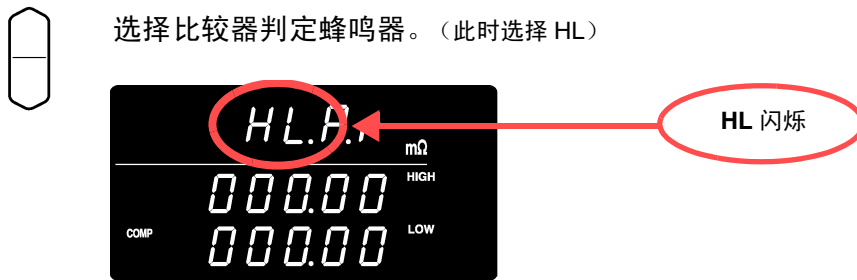 选择比较器判定蜂鸣器。（此时选择 HL）
HL.A.
mΩ
HL 闪烁
000.00 HIGH
COMP 000.00 LOW